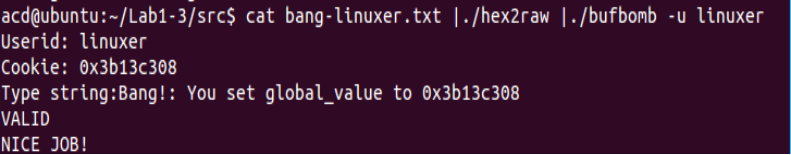 acd@ubuntu:~/Lab1-3/src$ cat bang-linuxer.txt |./hex2raw |./bufbomb -u linuxer
Userid: linuxer
Cookie: 0x3b13c308
Type string:Bang!: You set global_value to 0x3b13c308
VALID
NICE JOB!